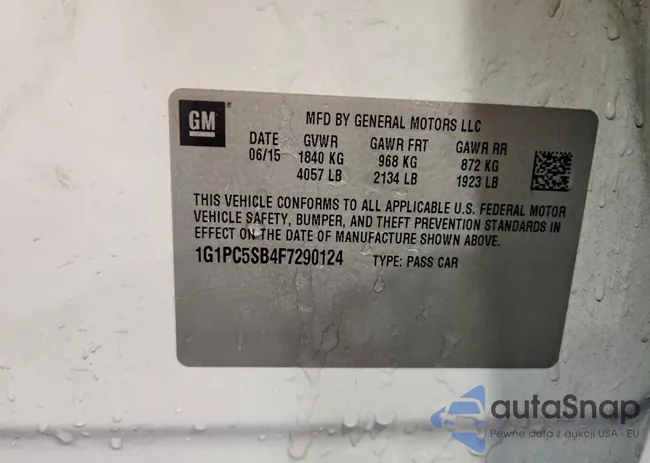 GM
MFD BY GENERAL MOTORS LLC
DATE GVWR GAWR FRT GAWR RR
06/15 1840 KG 968 KG 872 KG
4057 LB 2134 LB 1923 LB
THIS VEHICLE CONFORMS TO ALL APPLICABLE U.S. FEDERAL MOTOR
VEHICLE SAFETY, BUMPER, AND THEFT PREVENTION STANDARDS IN
EFFECT ON THE DATE OF MANUFACTURE SHOWN ABOVE.
1G1PC5SB4F7290124 TYPE: PASS CAR
autaSnap
Pewne auta z aukcji USA i EU